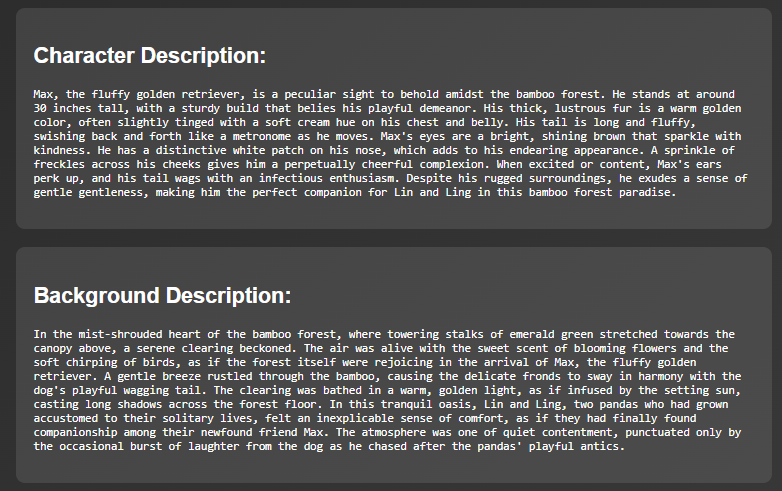 Character Description:
Max, the fluffy golden retriever, is a peculiar sight to behold amidst the bamboo forest. He stands at around
30 inches tall, with a sturdy build that belies his playful demeanor. His thick, lustrous fur is a warm golden
color, often slightly tinged with a soft cream hue on his chest and belly. His tail is long and fluffy,
swishing back and forth like a metronome as he moves. Max's eyes are a bright, shining brown that sparkle with
kindness. He has a distinctive white patch on his nose, which adds to his endearing appearance. A sprinkle of
freckles across his cheeks gives him a perpetually cheerful complexion. When excited or content, Max's ears
perk up, and his tail wags with an infectious enthusiasm. Despite his rugged surroundings, he exudes a sense of
gentle gentleness, making him the perfect companion for Lin and Ling in this bamboo forest paradise.
Background Description:
In the mist-shrouded heart of the bamboo forest, where towering stalks of emerald green stretched towards the
canopy above, a serene clearing beckoned. The air was alive with the sweet scent of blooming flowers and the
soft chirping of birds, as if the forest itself were rejoicing in the arrival of Max, the fluffy golden
retriever. A gentle breeze rustled through the bamboo, causing the delicate fronds to sway in harmony with the
dog's playful wagging tail. The clearing was bathed in a warm, golden light, as if infused by the setting sun,
casting long shadows across the forest floor. In this tranquil oasis, Lin and Ling, two pandas who had grown
accustomed to their solitary lives, felt an inexplicable sense of comfort, as if they had finally found
companionship among their newfound friend Max. The atmosphere was one of quiet contentment, punctuated only by
the occasional burst of laughter from the dog as he chased after the pandas' playful antics.